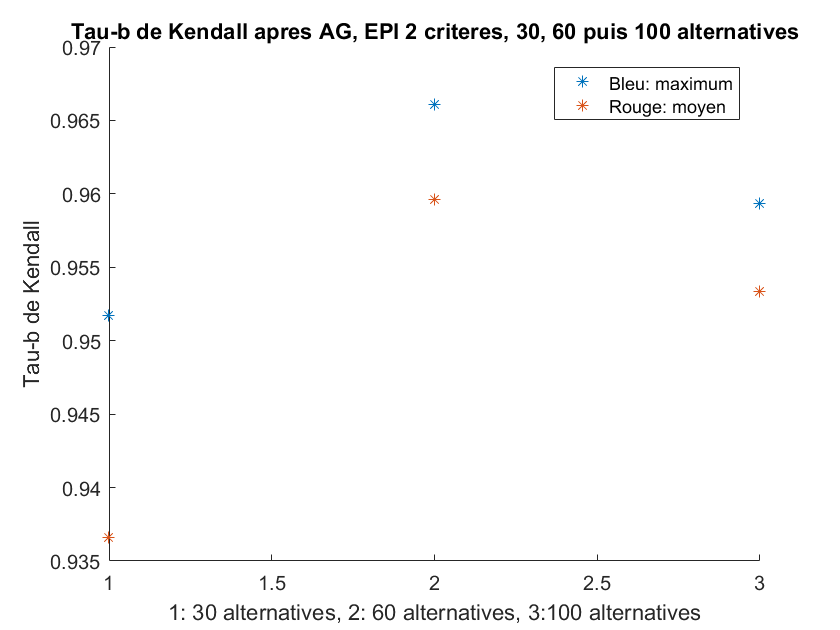 Tau-b de Kendall apres AG, EPI 2 criteres, 30, 60 puis 100 alternatives
0.97
Bleu: maximum
Rouge: moyen
0.965
0.96
0.955
0.95
0.945
0.94
0.935
Tau-b de Kendall
1
1.5
2
2.5
3
1: 30 alternatives, 2: 60 alternatives, 3:100 alternatives